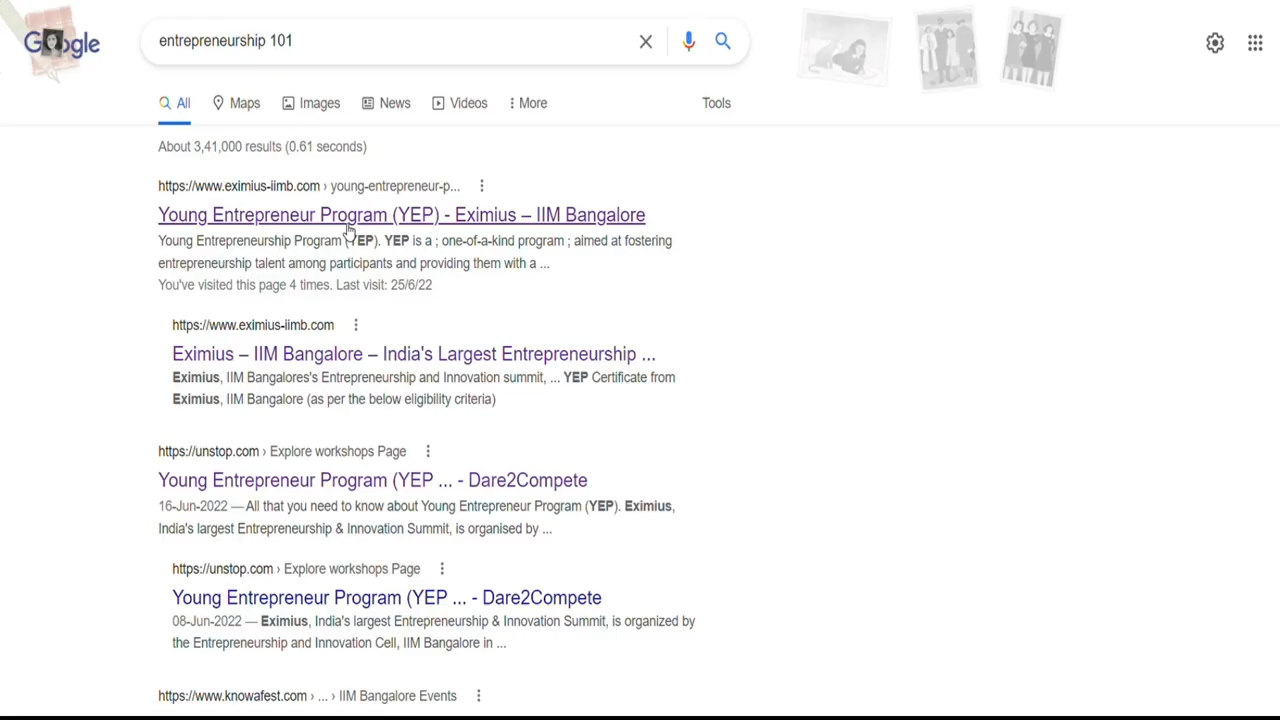 Google
entrepreneurship 101
All Maps Images News Videos More Tools
About 3,41,000 results (0.61 seconds)
https://www.eximius-iimb.com › young-entrepreneur-p...
Young Entrepreneur Program (YEP) - Eximius – IIM Bangalore
Young Entrepreneurship Program (YEP). YEP is a ; one-of-a-kind program ; aimed at fostering
entrepreneurship talent among participants and providing them with a ...
You've visited this page 4 times. Last visit: 25/6/22
https://www.eximius-iimb.com
Eximius – IIM Bangalore – India's Largest Entrepreneurship ...
Eximius, IIM Bangalores's Entrepreneurship and Innovation summit, ... YEP Certificate from
Eximius, IIM Bangalore (as per the below eligibility criteria)
https://unstop.com › Explore workshops Page
Young Entrepreneur Program (YEP ... - Dare2Compete
16-Jun-2022 — All that you need to know about Young Entrepreneur Program (YEP). Eximius,
India's largest Entrepreneurship & Innovation Summit, is organised by ...
https://unstop.com › Explore workshops Page
Young Entrepreneur Program (YEP ... - Dare2Compete
08-Jun-2022 — Eximius, India's largest Entrepreneurship & Innovation Summit, is organized by
the Entrepreneurship and Innovation Cell, IIM Bangalore in ...
https://www.knowafest.com › ... › IIM Bangalore Events